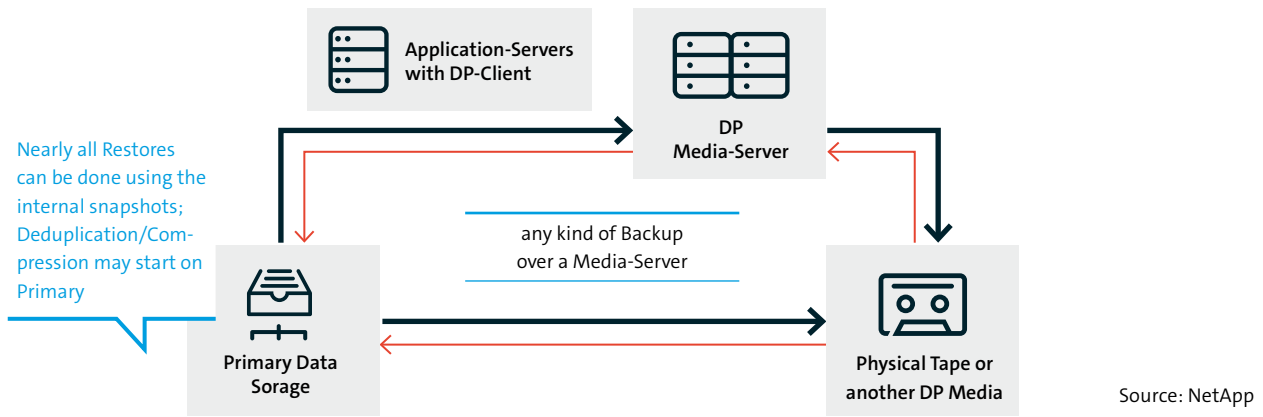 Application-Servers
with DP-Client
DP
Media-Server
Nearly all Restores
can be done using the
internal snapshots;
Deduplication/Com-
pression may start on
Primary
any kind of Backup
over a Media-Server
Primary Data
Sorage
Physical Tape or
another DP Media
Source: NetApp